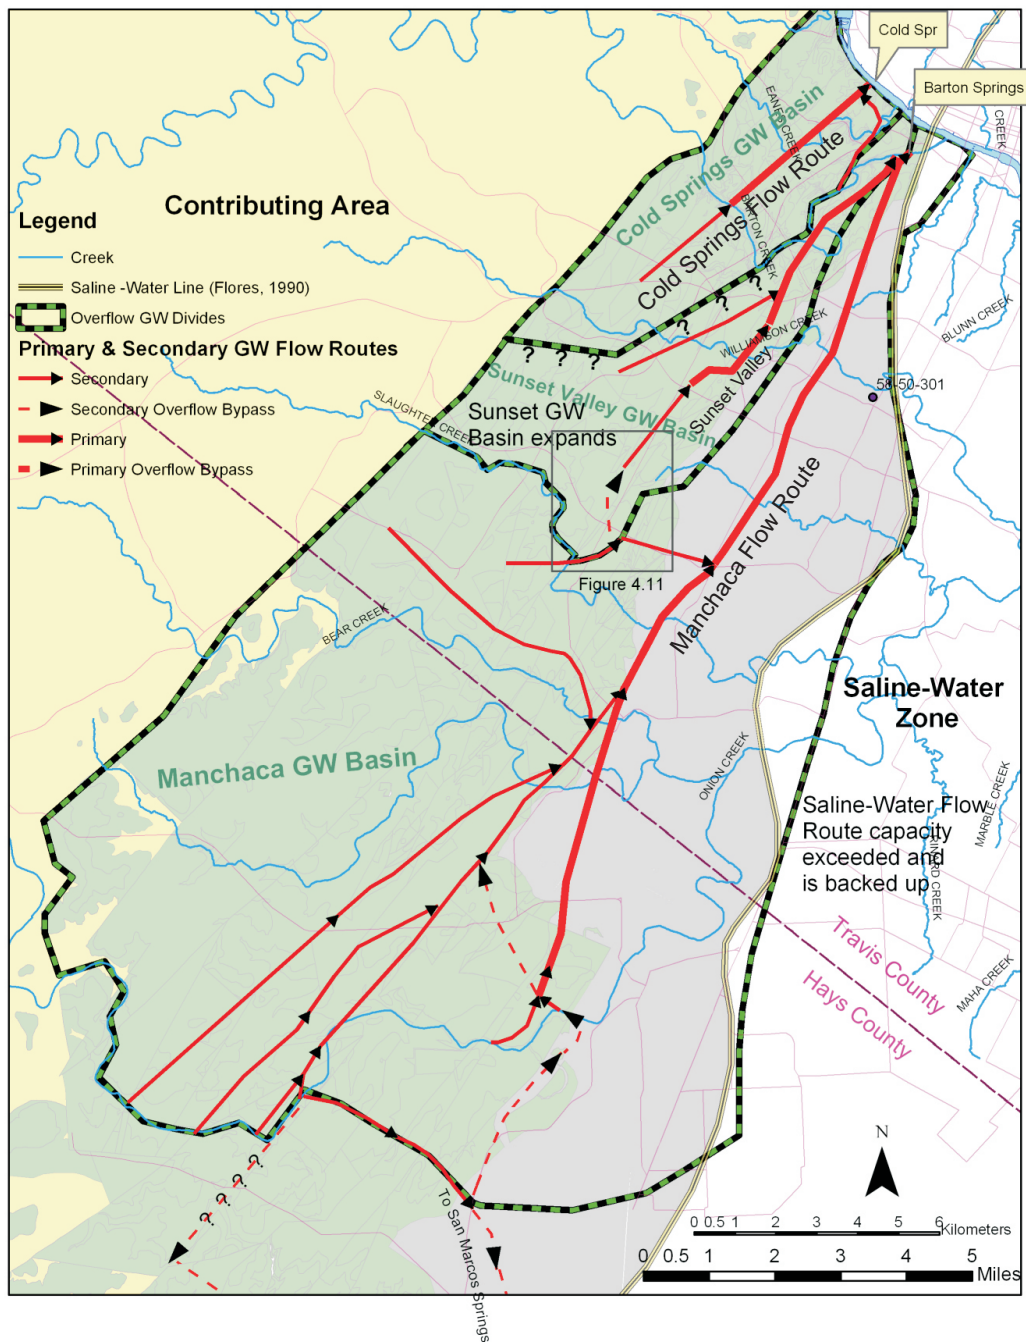 Cold Spr
Barton Springs
EANES CREEK
CREEK
Cold Springs GW Basin
Cold Springs Flow Route
BARTON CREEK
Contributing Area
Legend
Creek
Saline -Water Line (Flores, 1990)
Overflow GW Divides
Primary & Secondary GW Flow Routes
Secondary
Secondary Overflow Bypass
Primary
Primary Overflow Bypass
? ? ?
? ? ?
?
WILLIAMSON CREEK
BLUNN CREEK
Sunset Valley GW Basin
Sunset Valley
58-50-301
SLAUGHTER CREEK
Sunset GW
Basin expands
Figure 4.11
Manchaca Flow Route
BEAR CREEK
Saline-Water
Zone
Manchaca GW Basin
ONION CREEK
MARBLE CREEK
Saline-Water Flow
Route capacity
exceeded and
is backed up
RINARD CREEK
Travis County
Hays County
MAHA CREEK
? ? ? ?
To San Marcos Springs
N
0 0.5 1 2 3 4 5 6
Kilometers
0 0.5 1 2 3 4 5
Miles